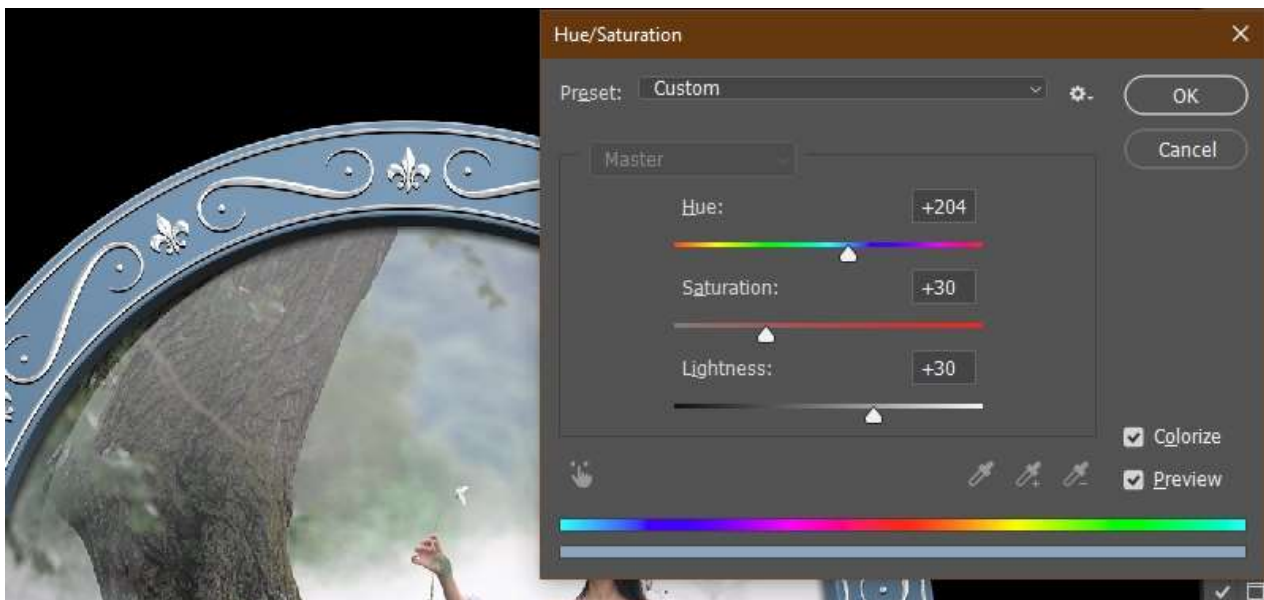 Hue/Saturation
Preset: Custom
OK
Cancel
Master
Hue: +204
Saturation: +30
Lightness: +30
Colorize
Preview